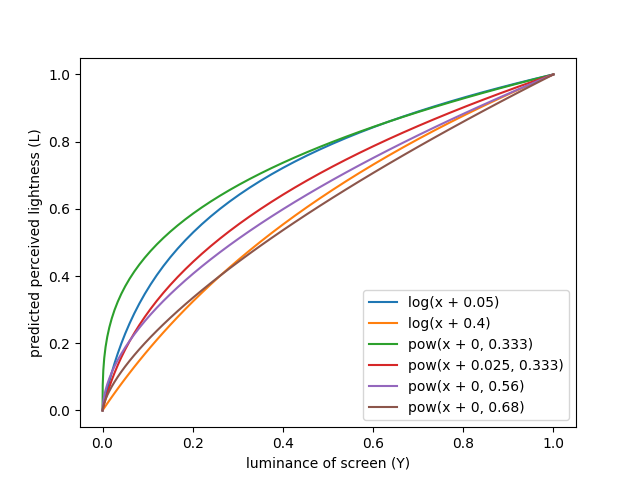 1.0
0.8
0.6
0.4
0.2
0.0
predicted perceived lightness (L)
log(x + 0.05)
log(x + 0.4)
pow(x + 0, 0.333)
pow(x + 0.025, 0.333)
pow(x + 0, 0.56)
pow(x + 0, 0.68)
0.0 0.2 0.4 0.6 0.8 1.0
luminance of screen (Y)